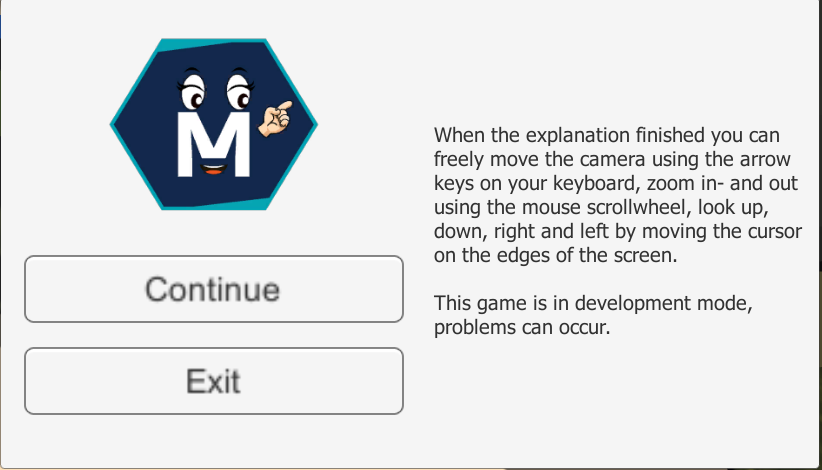 M
Continue
Exit
When the explanation finished you can
freely move the camera using the arrow
keys on your keyboard, zoom in- and out
using the mouse scrollwheel, look up,
down, right and left by moving the cursor
on the edges of the screen.
This game is in development mode,
problems can occur.